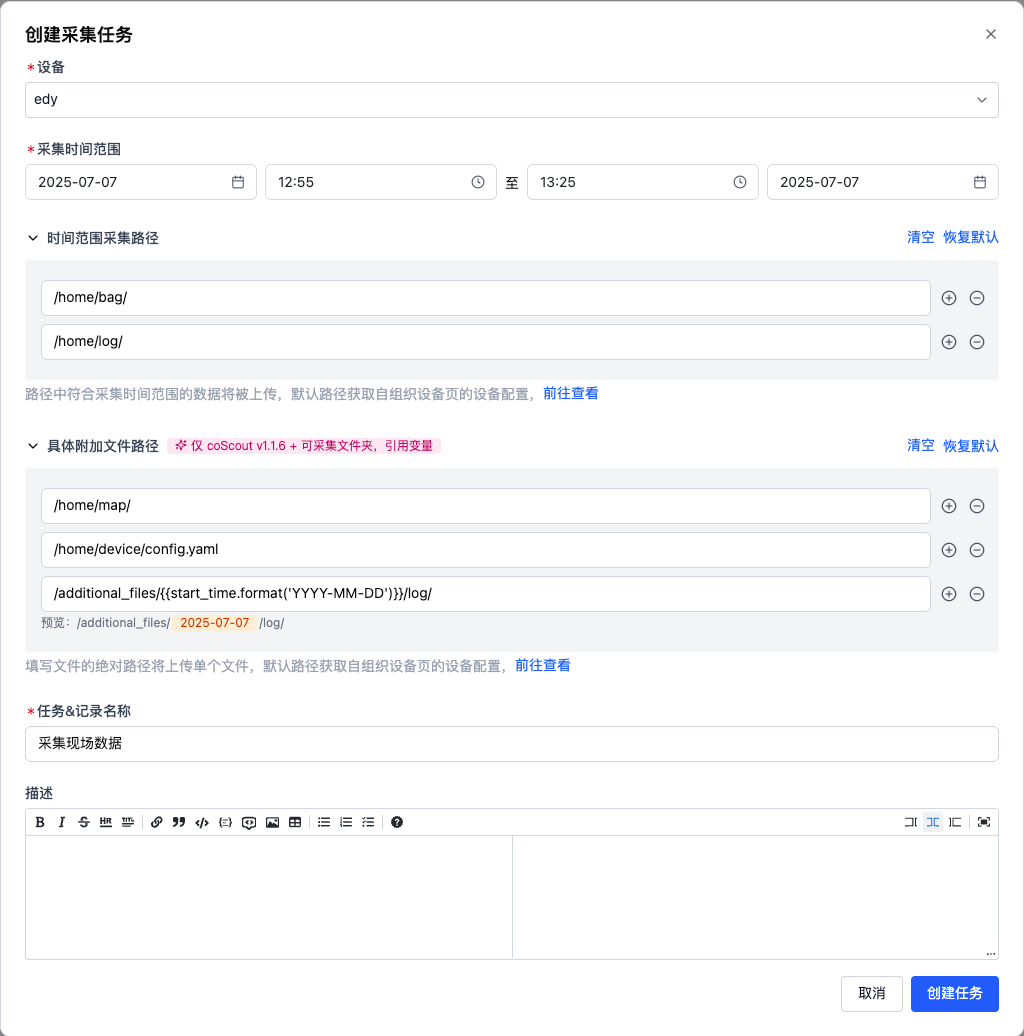 创建采集任务
*设备
edy
*采集时间范围
2025-07-07 12:55 至 13:25 2025-07-07
时间范围采集路径 清空 恢复默认
/home/bag/
/home/log/
路径中符合采集时间范围的数据将被上传，默认路径获取自组织设备页的设备配置，前往查看
具体附加文件路径 仅 coScout v1.1.6 + 可采集文件夹，引用变量 清空 恢复默认
/home/map/
/home/device/config.yaml
/additional_files/{{start_time.format('YYYY-MM-DD')}}/log/
预览：/additional_files/ 2025-07-07 /log/
填写文件的绝对路径将上传单个文件，默认路径获取自组织设备页的设备配置，前往查看
*任务&记录名称
采集现场数据
描述
B I S HR TITL
取消 创建任务